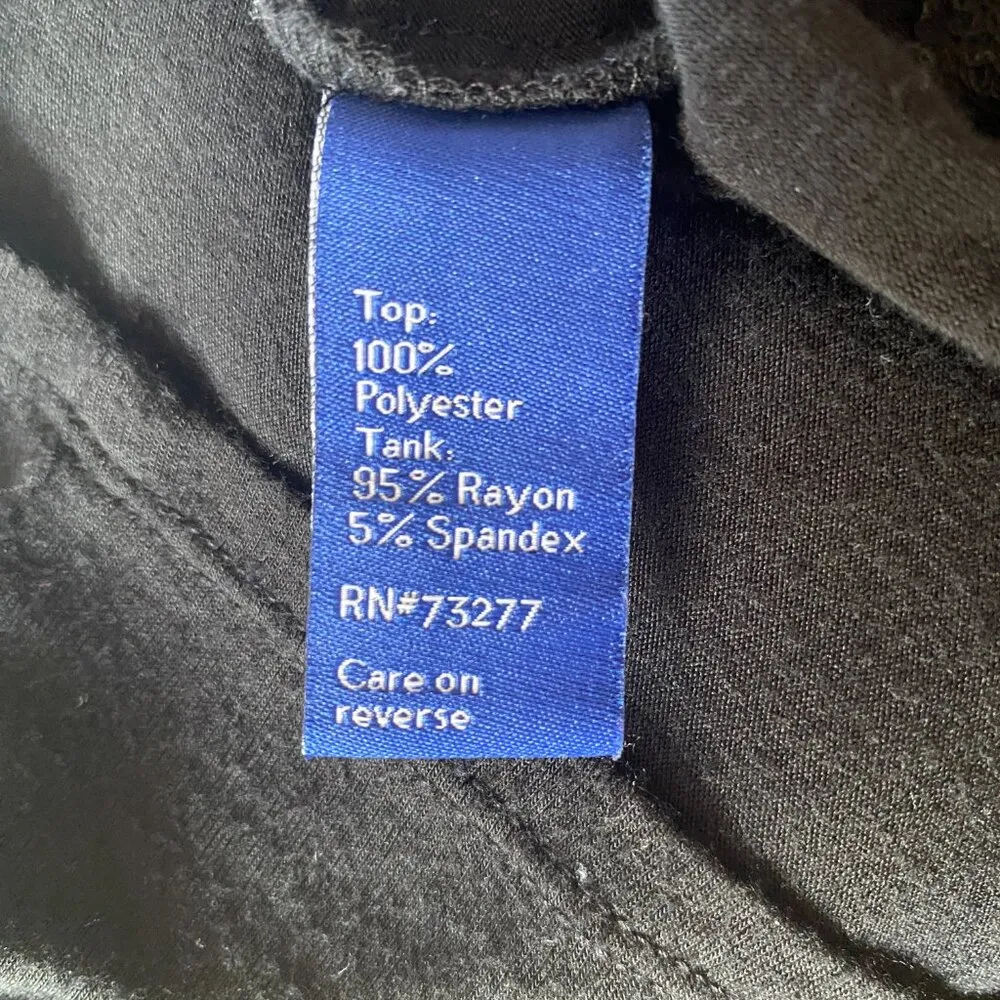 Top:
100%
Polyester
Tank:
95% Rayon
5% Spandex
RN#73277
Care on
reverse